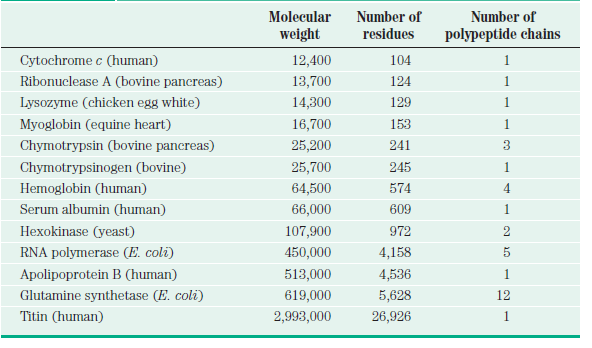 Molecular Number of Number of
weight residues polypeptide chains
Cytochrome c (human) 12,400 104 1
Ribonuclease A (bovine pancreas) 13,700 124 1
Lysozyme (chicken egg white) 14,300 129 1
Myoglobin (equine heart) 16,700 153 1
Chymotrypsin (bovine pancreas) 25,200 241 3
Chymotrypsinogen (bovine) 25,700 245 1
Hemoglobin (human) 64,500 574 4
Serum albumin (human) 66,000 609 1
Hexokinase (yeast) 107,900 972 2
RNA polymerase (E. coli) 450,000 4,158 5
Apolipoprotein B (human) 513,000 4,536 1
Glutamine synthetase (E. coli) 619,000 5,628 12
Titin (human) 2,993,000 26,926 1